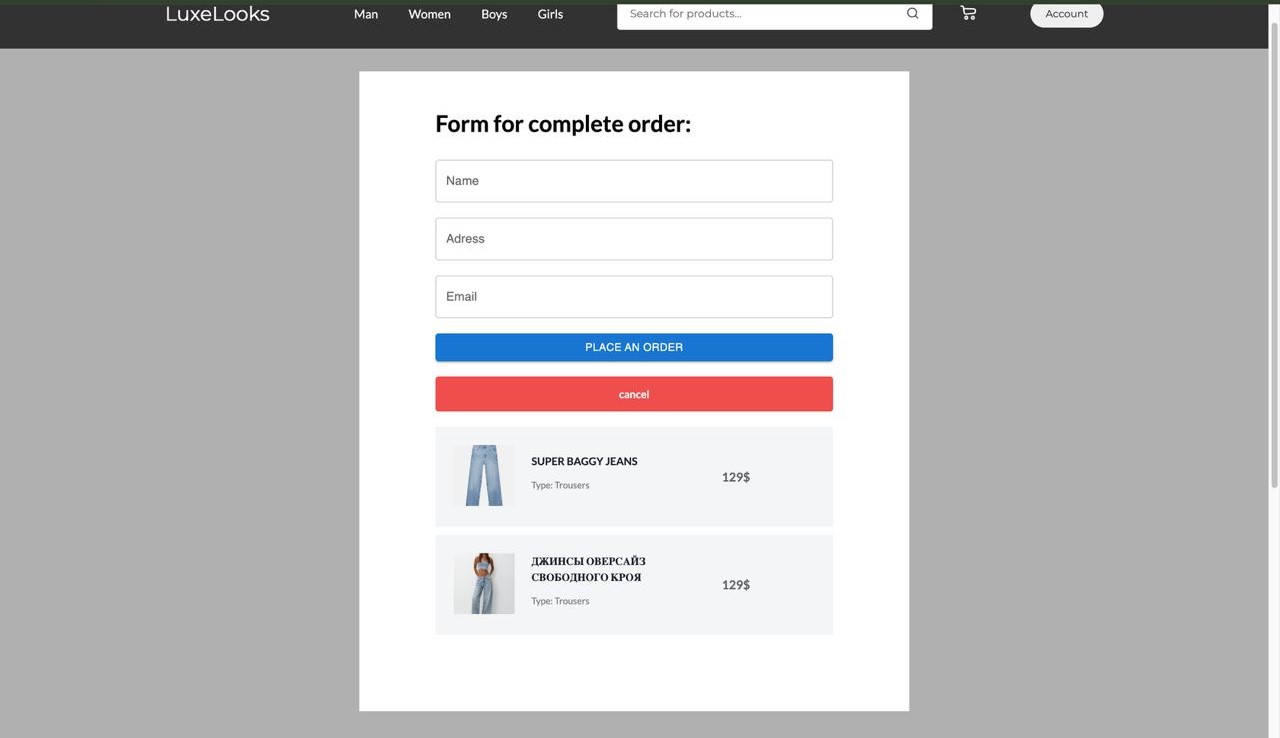 LuxeLooks
Man
Women
Boys
Girls
Search for products...
Account
Form for complete order:
Name
Adress
Email
PLACE AN ORDER
cancel
SUPER BAGGY JEANS
Type: Trousers
129$
ДЖИНСЫ ОВЕРСАЙЗ
СВОБОДНОГО КРОЯ
Type: Trousers
129$